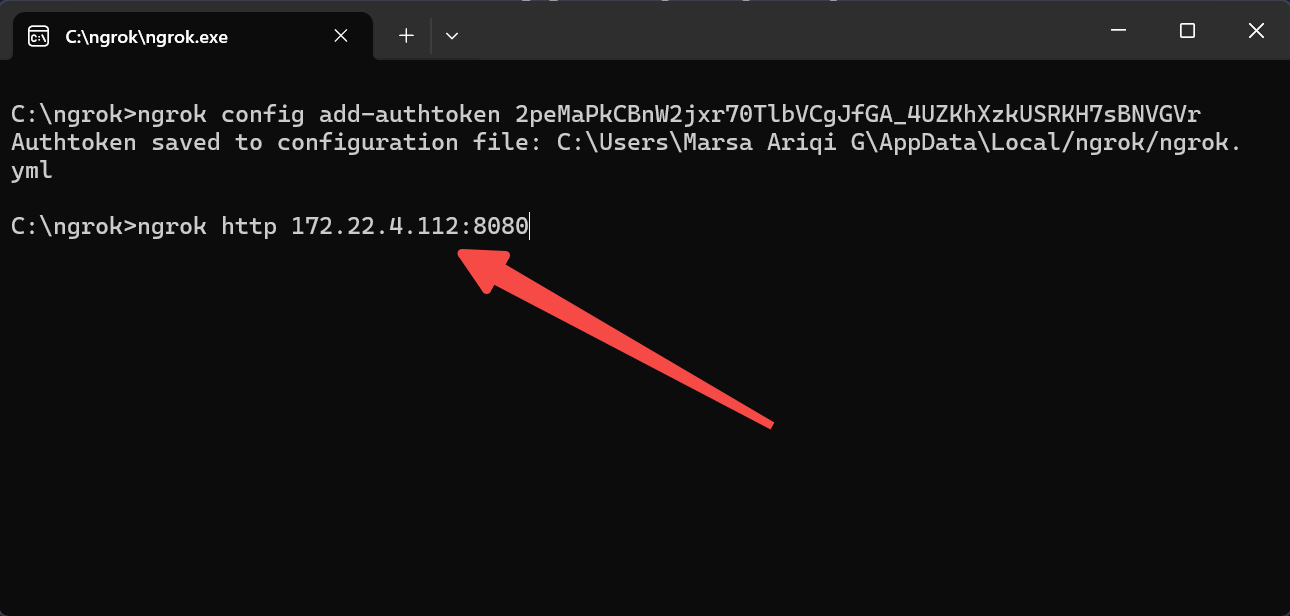 C:\ngrok\ngrok.exe
C:\ngrok>ngrok config add-authtoken 2peMaPkCBnW2jxr70TlbVCgJfGA_4UZKhXzkUSRKH7sBNVGVr
Authtoken saved to configuration file: C:\Users\Marsa Ariqi G\AppData\Local/ngrok/ngrok.
yml
C:\ngrok>ngrok http 172.22.4.112:8080